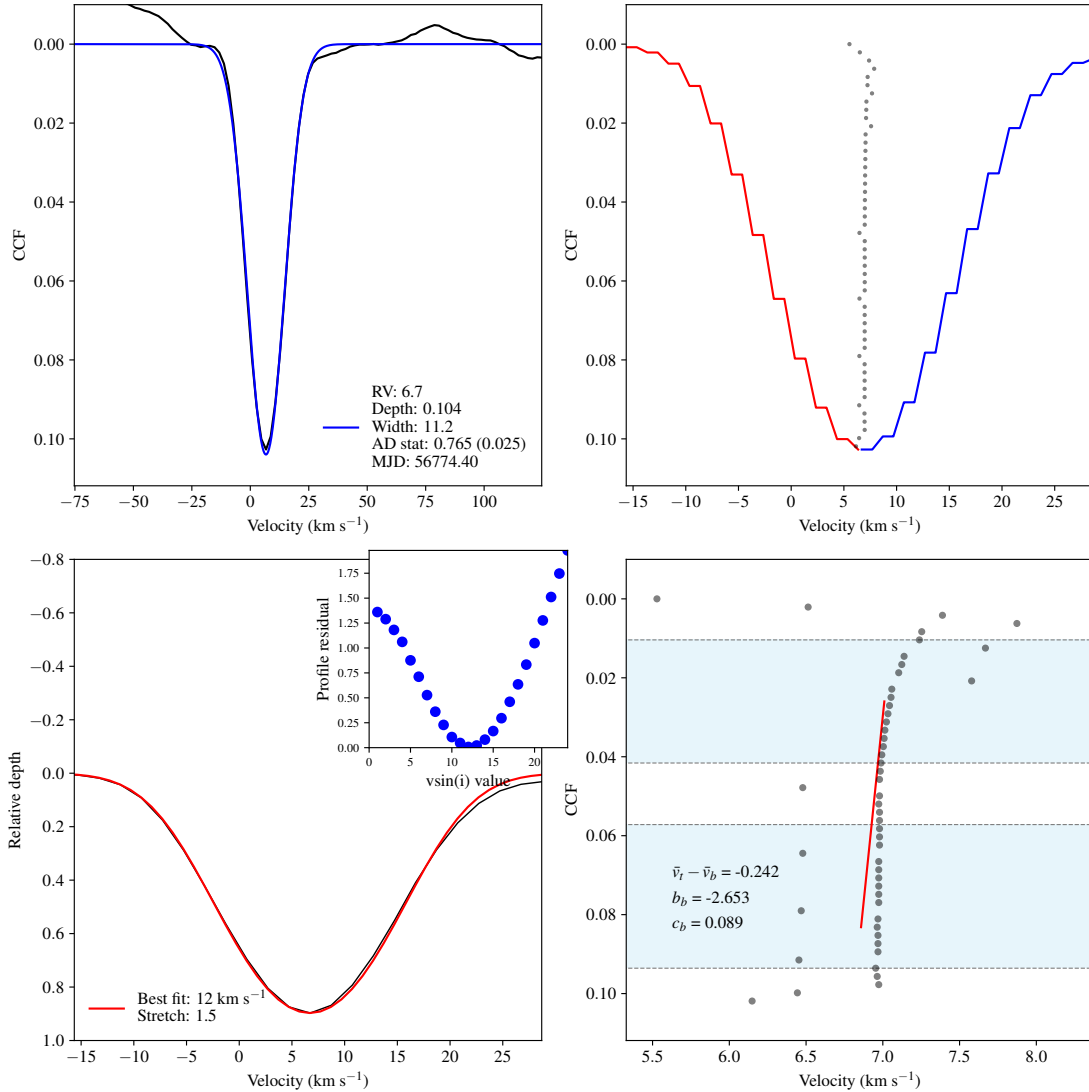 0.00
0.02
0.04
0.06
0.08
0.10
CCF
−75 −50 −25 0 25 50 75 100
Velocity (km s⁻¹)
RV: 6.7
Depth: 0.104
Width: 11.2
AD stat: 0.765 (0.025)
MJD: 56774.40
0.00
0.02
0.04
0.06
0.08
0.10
CCF
−15 −10 −5 0 5 10 15 20 25
Velocity (km s⁻¹)
−0.8
−0.6
−0.4
−0.2
0.0
0.2
0.4
0.6
0.8
1.0
Relative depth
−15 −10 −5 0 5 10 15 20 25
Velocity (km s⁻¹)
Best fit: 12 km s⁻¹
Stretch: 1.5
1.75
1.50
1.25
1.00
0.75
0.50
0.25
0.00
Profile residual
0 5 10 15 20
vsin(i) value
0.00
0.02
0.04
0.06
0.08
0.10
CCF
v̄ₜ − v̄_b = -0.242
b_b = -2.653
c_b = 0.089
5.5 6.0 6.5 7.0 7.5 8.0
Velocity (km s⁻¹)